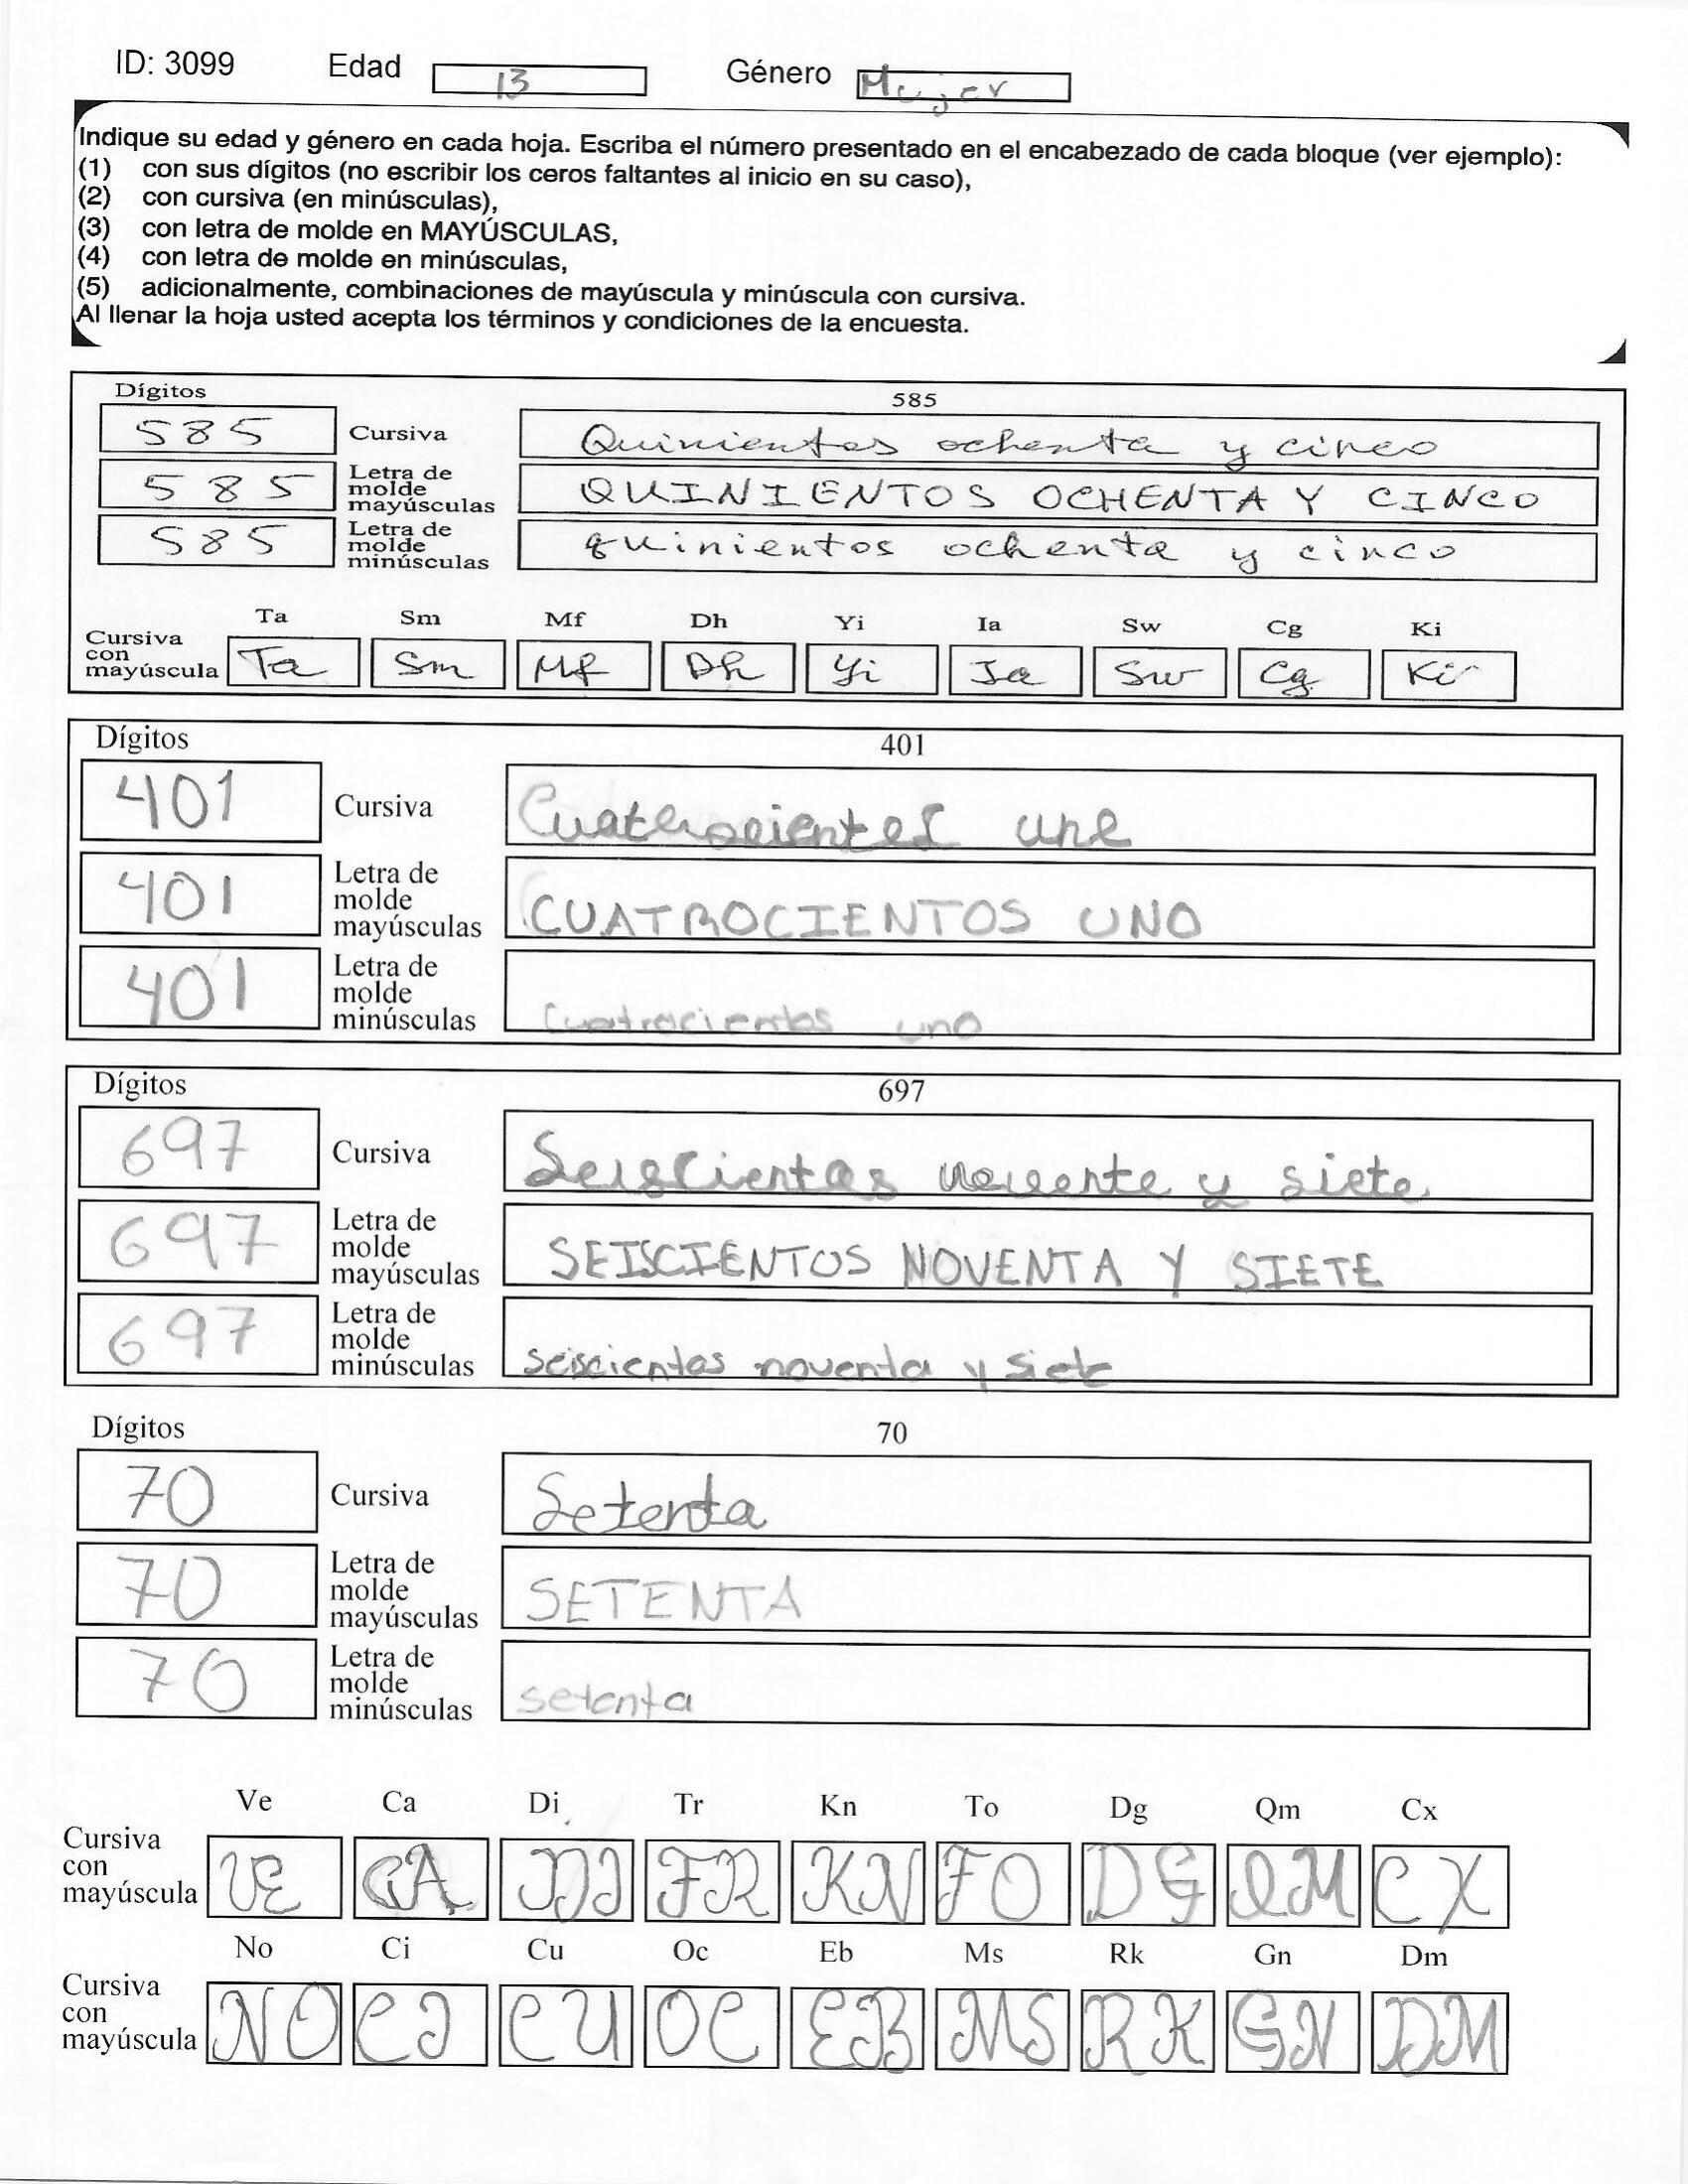 ID: 3099 Edad 13 Género Mujer
Indique su edad y género en cada hoja. Escriba el número presentado en el encabezado de cada bloque (ver ejemplo):
(1) con sus dígitos (no escribir los ceros faltantes al inicio en su caso),
(2) con cursiva (en minúsculas),
(3) con letra de molde en MAYÚSCULAS,
(4) con letra de molde en minúsculas,
(5) adicionalmente, combinaciones de mayúscula y minúscula con cursiva.
Al llenar la hoja usted acepta los términos y condiciones de la encuesta.
Dígitos 585
585 Cursiva Quinientos ochenta y cinco
585 Letra de molde mayúsculas QUINIENTOS OCHENTA Y CINCO
585 Letra de molde minúsculas quinientos ochenta y cinco
Ta Sm Mf Dh Yi Ia Sw Cg Ki
Cursiva con mayúscula Ta Sm Mf Dh Yi Ia Sw Cg Ki
Dígitos 401
401 Cursiva Cuatrocientos uno
401 Letra de molde mayúsculas CUATROCIENTOS UNO
401 Letra de molde minúsculas Cuatrocientos uno
Dígitos 697
697 Cursiva Seiscientos noventa y siete
697 Letra de molde mayúsculas SEISCIENTOS NOVENTA Y SIETE
697 Letra de molde minúsculas seiscientos noventa y siete
Dígitos 70
70 Cursiva Setenta
70 Letra de molde mayúsculas SETENTA
70 Letra de molde minúsculas setenta
Ve Ca Di Tr Kn To Dg Qm Cx
Cursiva con mayúscula VE CA DI TR KN TO DG QM CX
No Ci Cu Oc Eb Ms Rk Gn Dm
Cursiva con mayúscula NO CI CU OC EB MS RK GN DM